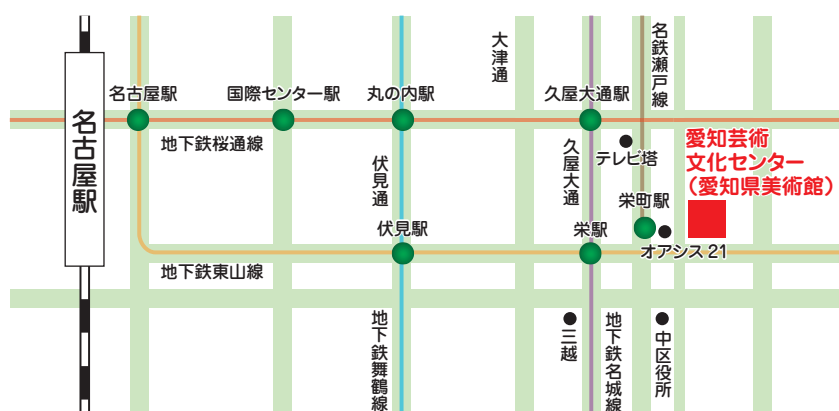 大津通
名鉄瀬戸線
名古屋駅
国際センター駅
丸の内駅
久屋大通駅
名古屋駅
地下鉄桜通線
伏見通
久屋大通
テレビ塔
愛知芸術
文化センター
（愛知県美術館）
栄町駅
伏見駅
栄駅
オアシス21
地下鉄東山線
地下鉄舞鶴線
三越
地下鉄名城線
中区役所